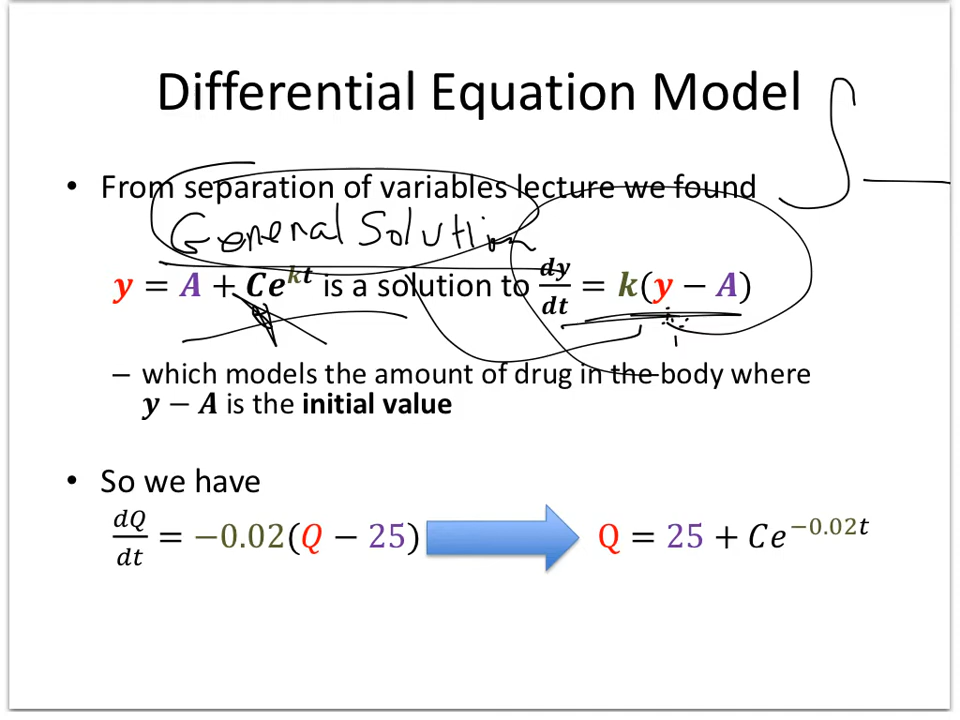 Differential Equation Model
• From separation of variables lecture we found
General Solution
y = A + Ce^{kt} is a solution to \frac{dy}{dt} = k(y − A)
– which models the amount of drug in the body where
y − A is the initial value
• So we have
\frac{dQ}{dt} = −0.02(Q − 25) Q = 25 + Ce^{−0.02t}